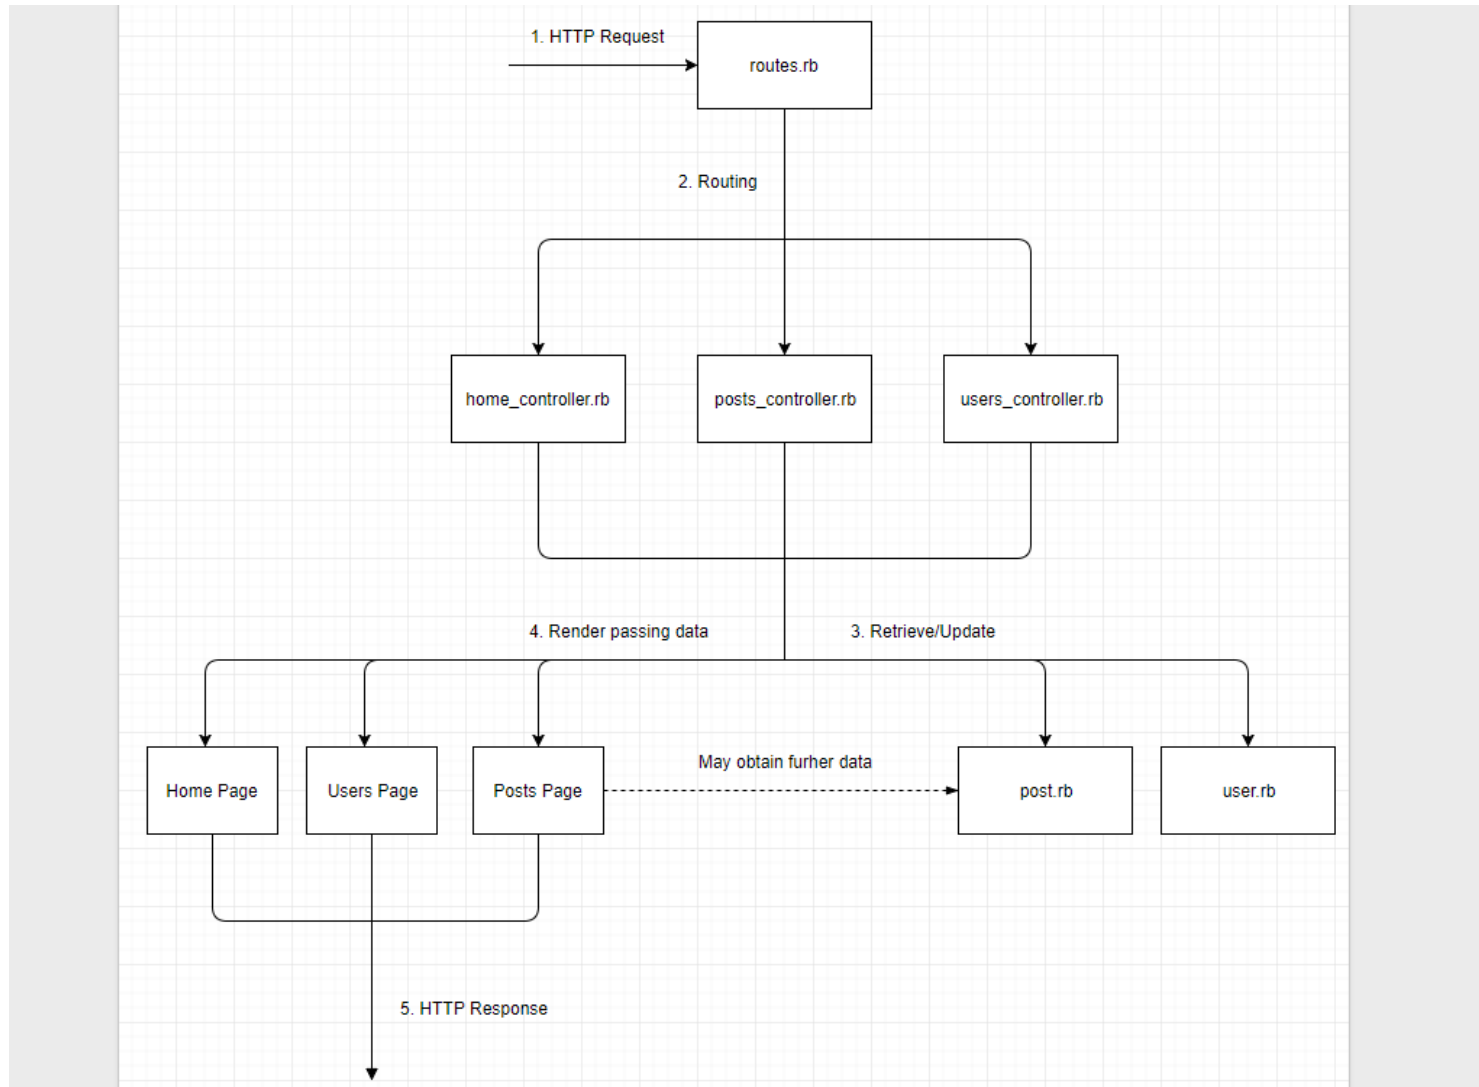 1. HTTP Request
routes.rb
2. Routing
home_controller.rb
posts_controller.rb
users_controller.rb
4. Render passing data
3. Retrieve/Update
May obtain furher data
Home Page
Users Page
Posts Page
post.rb
user.rb
5. HTTP Response